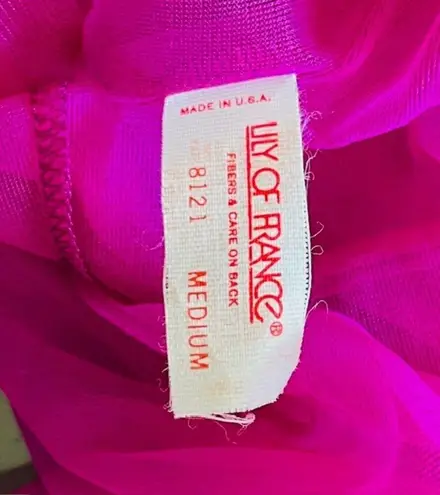 MADE IN U.S.A.
LILY OF FRANCE®
FIBERS & CARE ON BACK
8121 MEDIUM